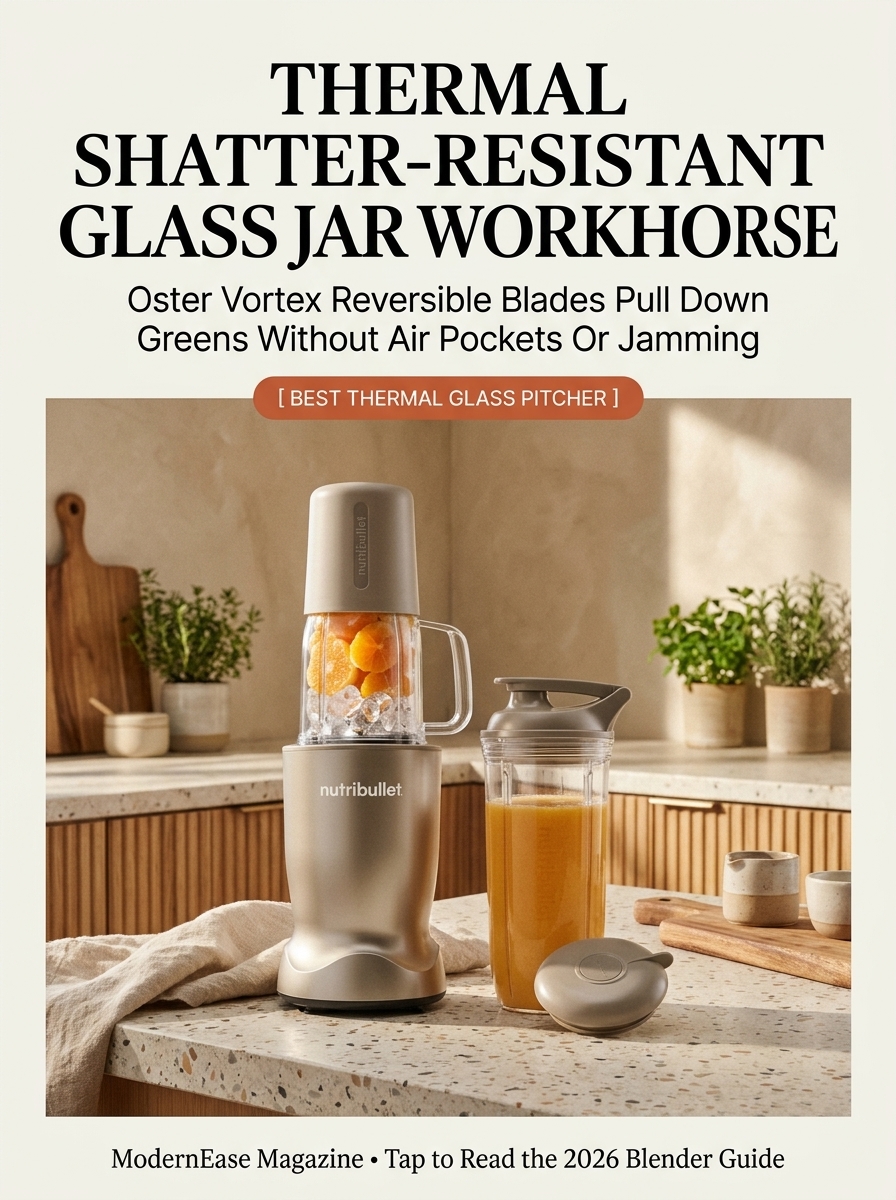 THERMAL
SHATTER-RESISTANT
GLASS JAR WORKHORSE
Oster Vortex Reversible Blades Pull Down
Greens Without Air Pockets Or Jamming
[ BEST THERMAL GLASS PITCHER ]
nutribullet
nutribullet
ModernEase Magazine • Tap to Read the 2026 Blender Guide